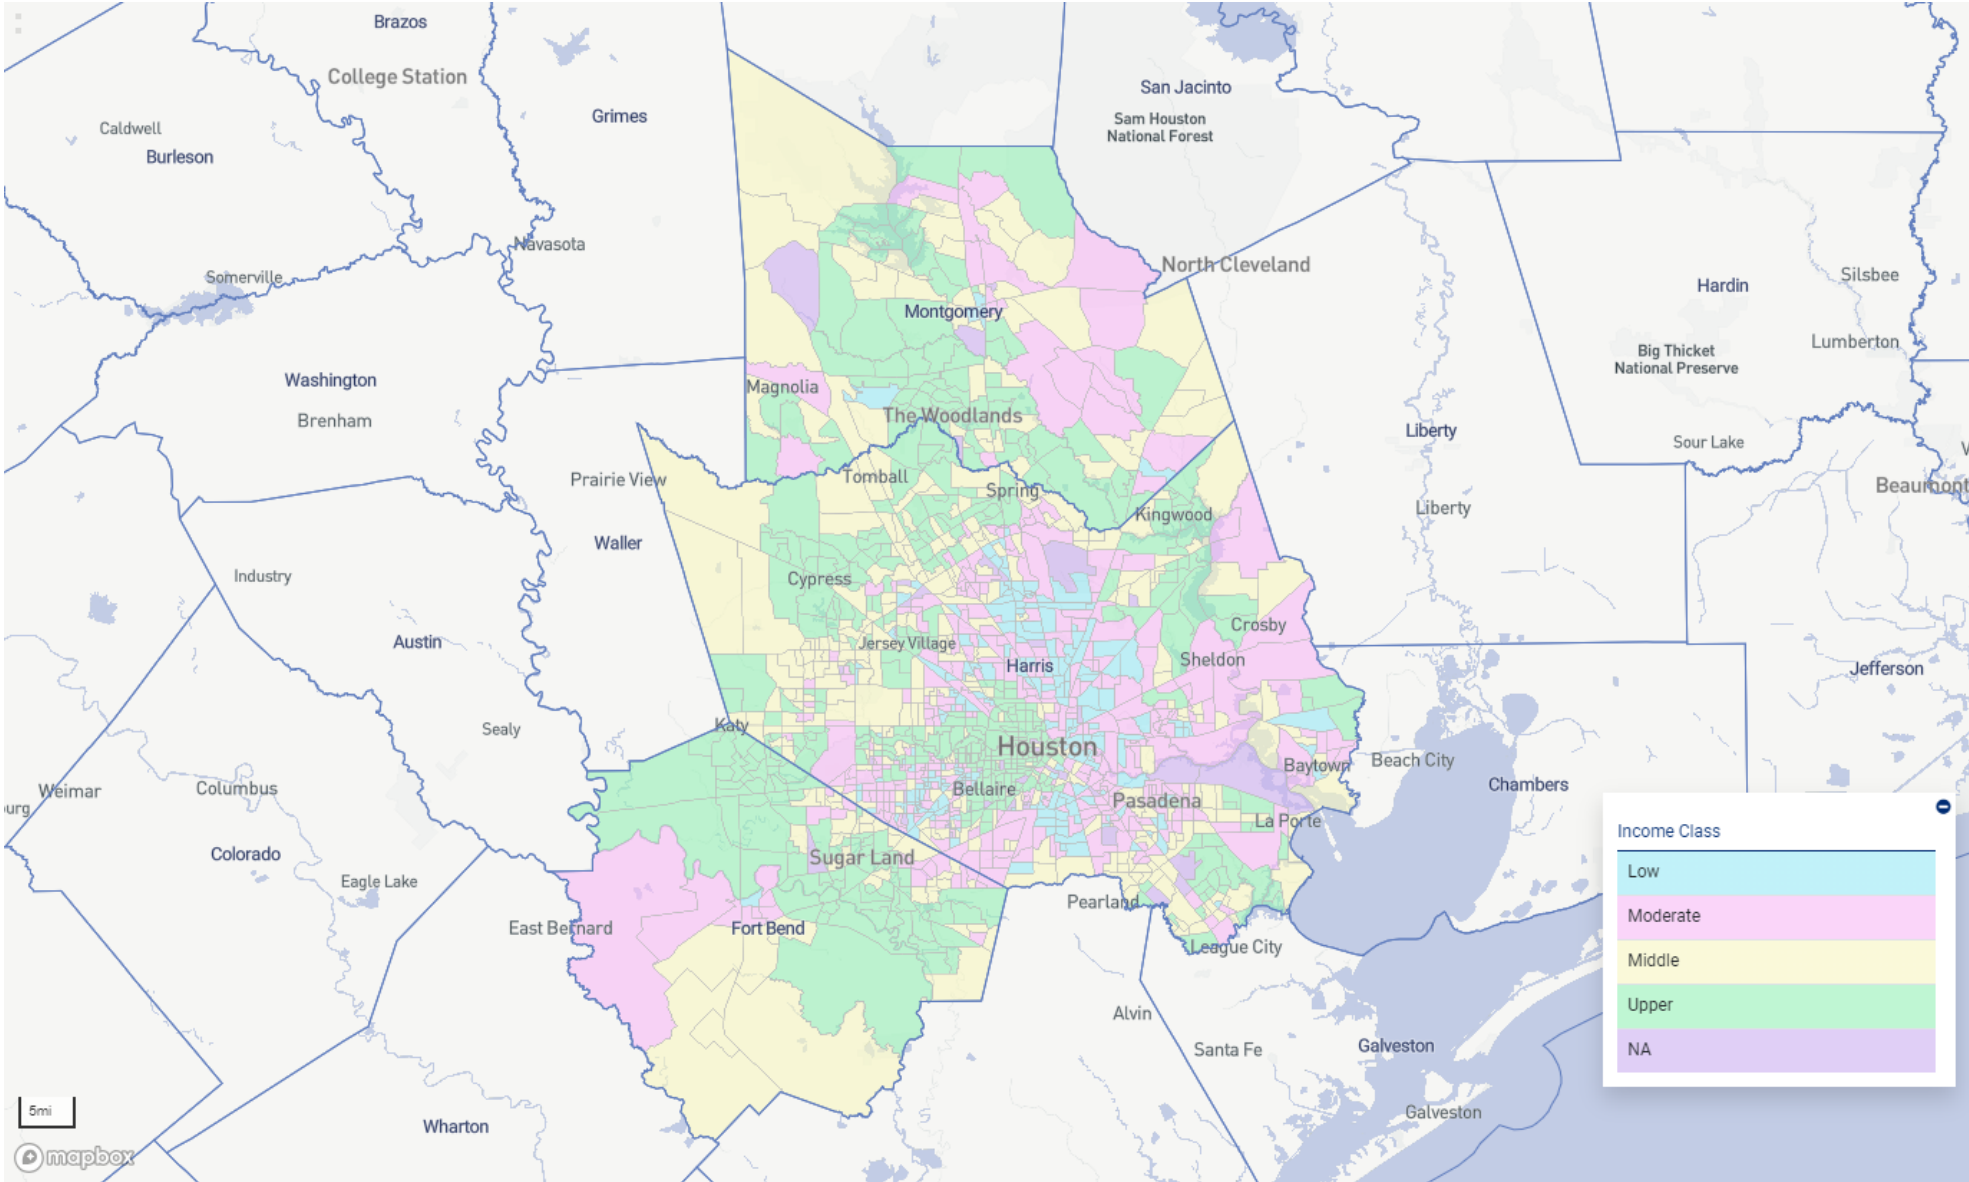 Brazos
College Station
San Jacinto
Sam Houston
National Forest
Grimes
Caldwell
Burleson
Navasota
North Cleveland
Somerville
Silsbee
Hardin
Montgomery
Lumberton
Big Thicket
National Preserve
Washington
Magnolia
Brenham
The Woodlands
Liberty
Sour Lake
Tomball
Prairie View
Spring
Beaumont
Kingwood
Liberty
Waller
Industry
Cypress
Crosby
Austin
Jersey Village
Sheldon
Harris
Jefferson
Katy
Sealy
Houston
Baytown
Beach City
Chambers
Weimar
Columbus
Bellaire
Pasadena
urg
La Porte
Income Class
Colorado
Sugar Land
Low
Eagle Lake
Pearland
Moderate
East Bernard
Fort Bend
League City
Middle
Upper
Alvin
Santa Fe
Galveston
NA
5mi
Galveston
Wharton
mapbox